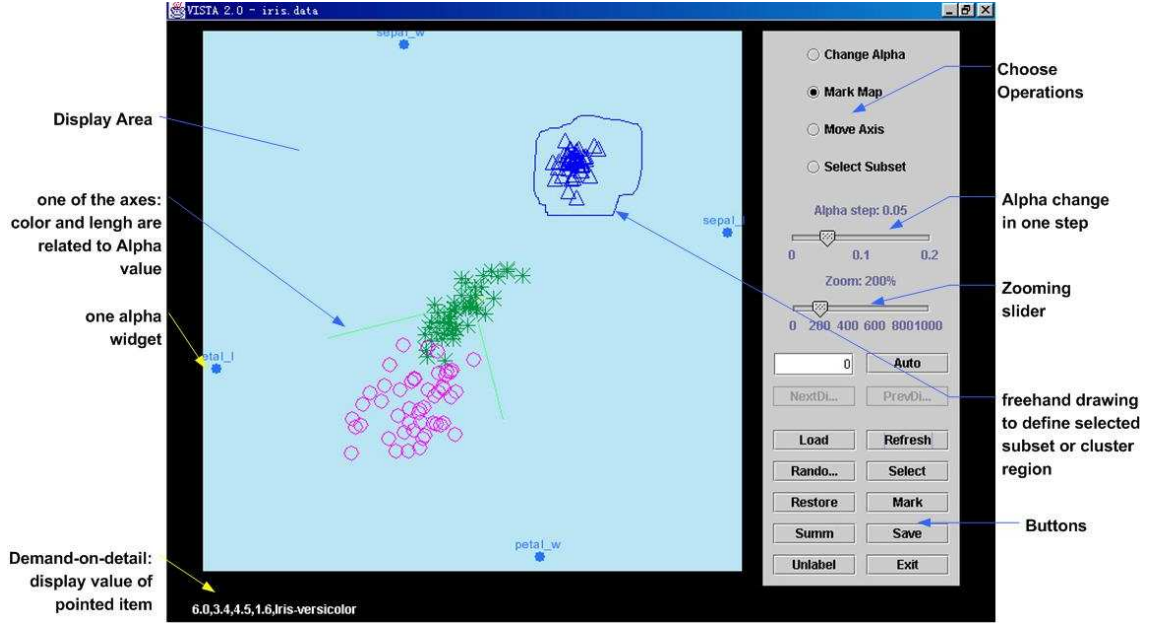 VISTA 2.0 - iris.data
sepal_w
Display Area
one of the axes:
color and lengh are
related to Alpha
value
one alpha
widget
etal_l
sepal_l
petal_w
Demand-on-detail:
display value of
pointed item
6.0,3.4,4.5,1.6,Iris-versicolor
Change Alpha
Mark Map
Move Axis
Select Subset
Alpha step: 0.05
0 0.1 0.2
Zoom: 200%
0 200 400 600 8001000
0 Auto
NextDi... PrevDi...
Load Refresh
Rando... Select
Restore Mark
Summ Save
Unlabel Exit
Choose
Operations
Alpha change
in one step
Zooming
slider
freehand drawing
to define selected
subset or cluster
region
Buttons